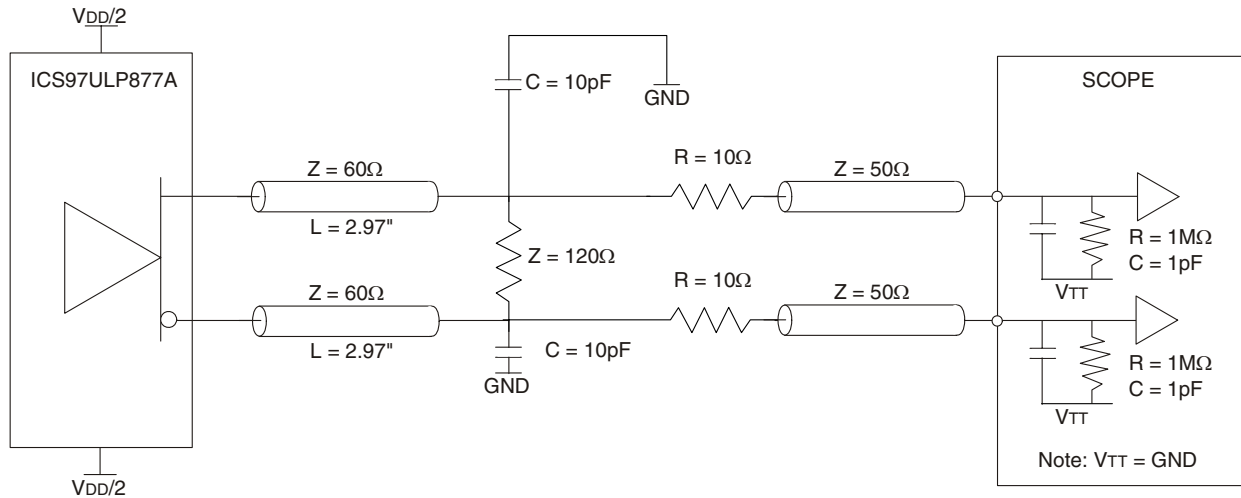 VDD/2
ICS97ULP877A
C = 10pF
GND
SCOPE
Z = 60Ω
R = 10Ω
Z = 50Ω
L = 2.97"
Z = 120Ω
R = 1MΩ
C = 1pF
VTT
Z = 60Ω
R = 10Ω
Z = 50Ω
L = 2.97"
C = 10pF
GND
R = 1MΩ
C = 1pF
VTT
Note: VTT = GND
VDD/2